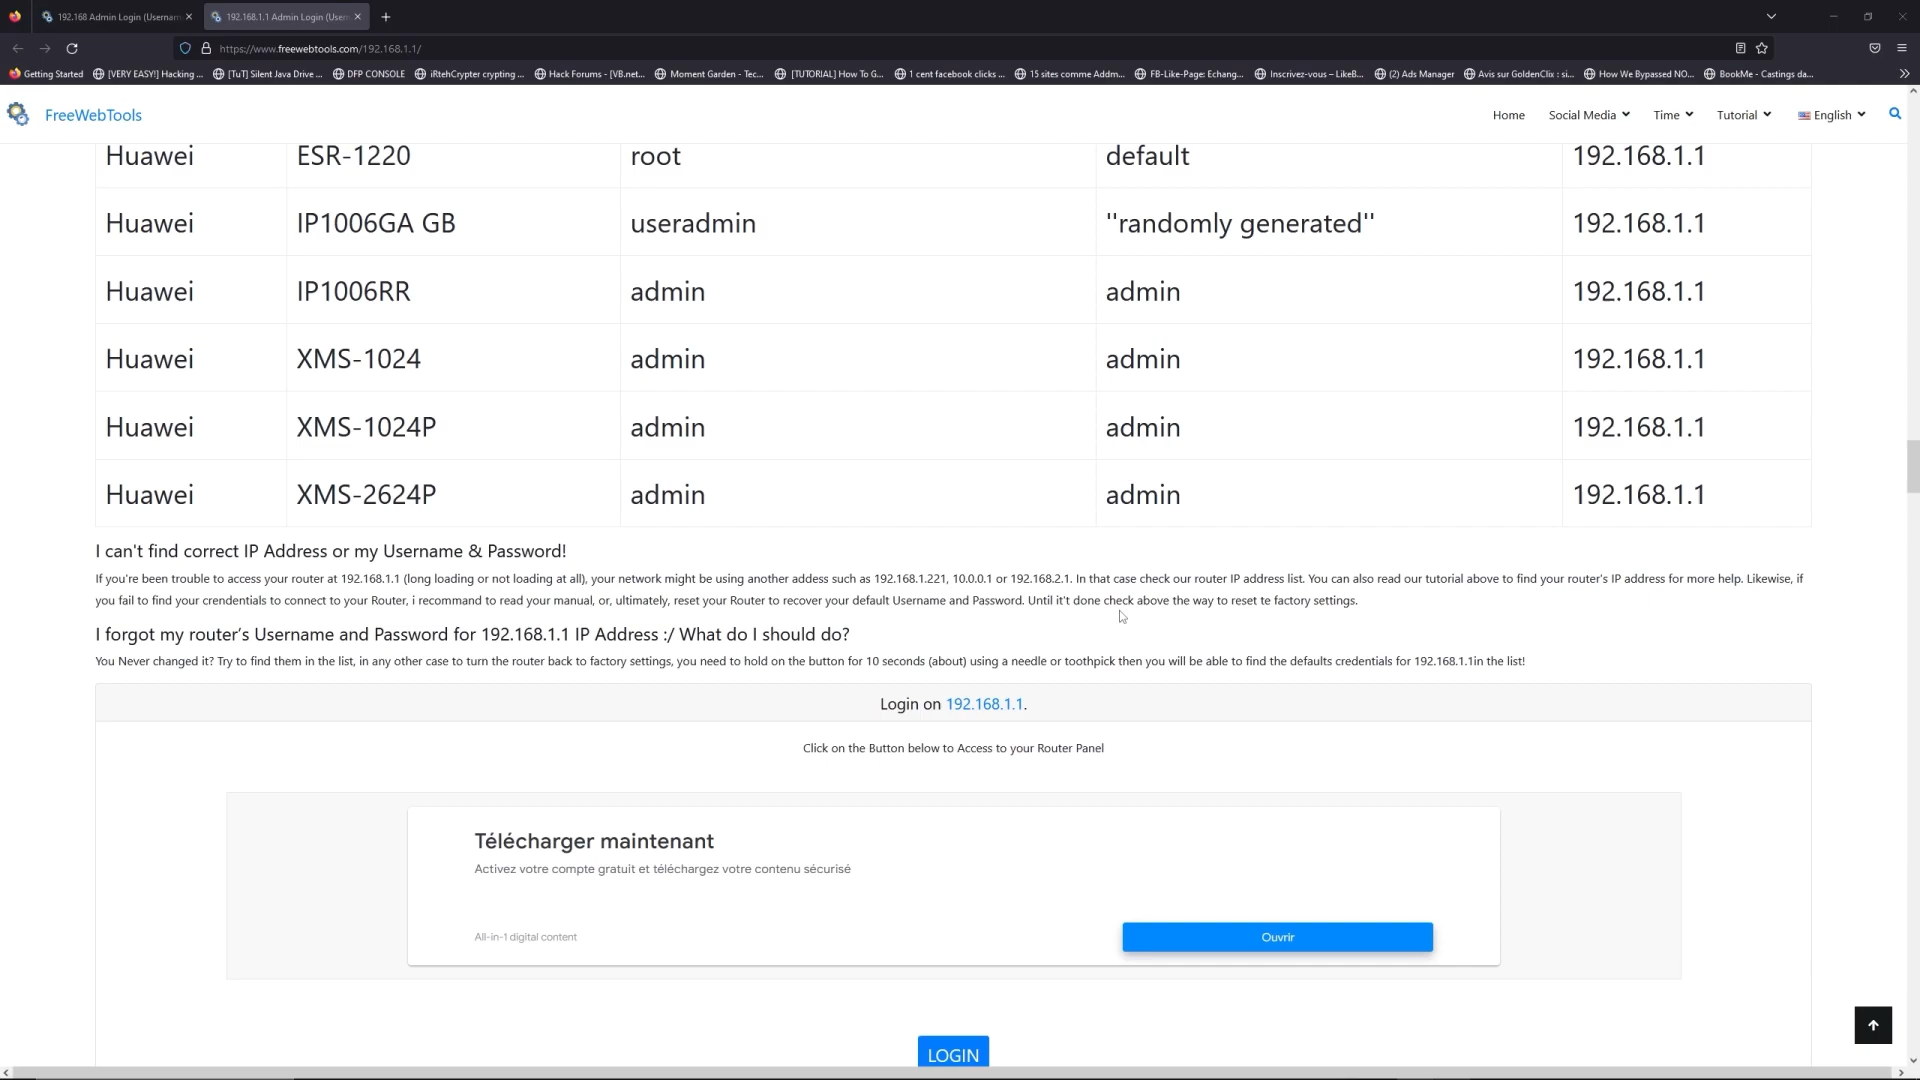 192.168 Admin Login (Usernam
192.168.1.1 Admin Login (User
https://www.freewebtools.com/192.168.1.1/
Getting Started
[VERY EASY!] Hacking ...
[TuT] Silent Java Drive ...
DFP CONSOLE
iRtehCrypter crypting ...
Hack Forums - [VB.net...
Moment Garden - Tec...
[TUTORIAL] How To G...
1 cent facebook clicks ...
15 sites comme Addm...
FB-Like-Page: Echang...
Inscrivez-vous – LikeB...
(2) Ads Manager
Avis sur GoldenClix : si...
How We Bypassed NO...
BookMe - Castings da...
FreeWebTools
Home Social Media Time Tutorial English
Huawei ESR-1220 root default 192.168.1.1
Huawei IP1006GA GB useradmin ''randomly generated'' 192.168.1.1
Huawei IP1006RR admin admin 192.168.1.1
Huawei XMS-1024 admin admin 192.168.1.1
Huawei XMS-1024P admin admin 192.168.1.1
Huawei XMS-2624P admin admin 192.168.1.1
I can't find correct IP Address or my Username & Password!
If you're been trouble to access your router at 192.168.1.1 (long loading or not loading at all), your network might be using another addess such as 192.168.1.221, 10.0.0.1 or 192.168.2.1. In that case check our router IP address list. You can also read our tutorial above to find your router's IP address for more help. Likewise, if
you fail to find your crendentials to connect to your Router, i recommand to read your manual, or, ultimately, reset your Router to recover your default Username and Password. Until it't done check above the way to reset te factory settings.
I forgot my router’s Username and Password for 192.168.1.1 IP Address :/ What do I should do?
You Never changed it? Try to find them in the list, in any other case to turn the router back to factory settings, you need to hold on the button for 10 seconds (about) using a needle or toothpick then you will be able to find the defaults credentials for 192.168.1.1in the list!
Login on 192.168.1.1.
Click on the Button below to Access to your Router Panel
Télécharger maintenant
Activez votre compte gratuit et téléchargez votre contenu sécurisé
All-in-1 digital content
Ouvrir
LOGIN